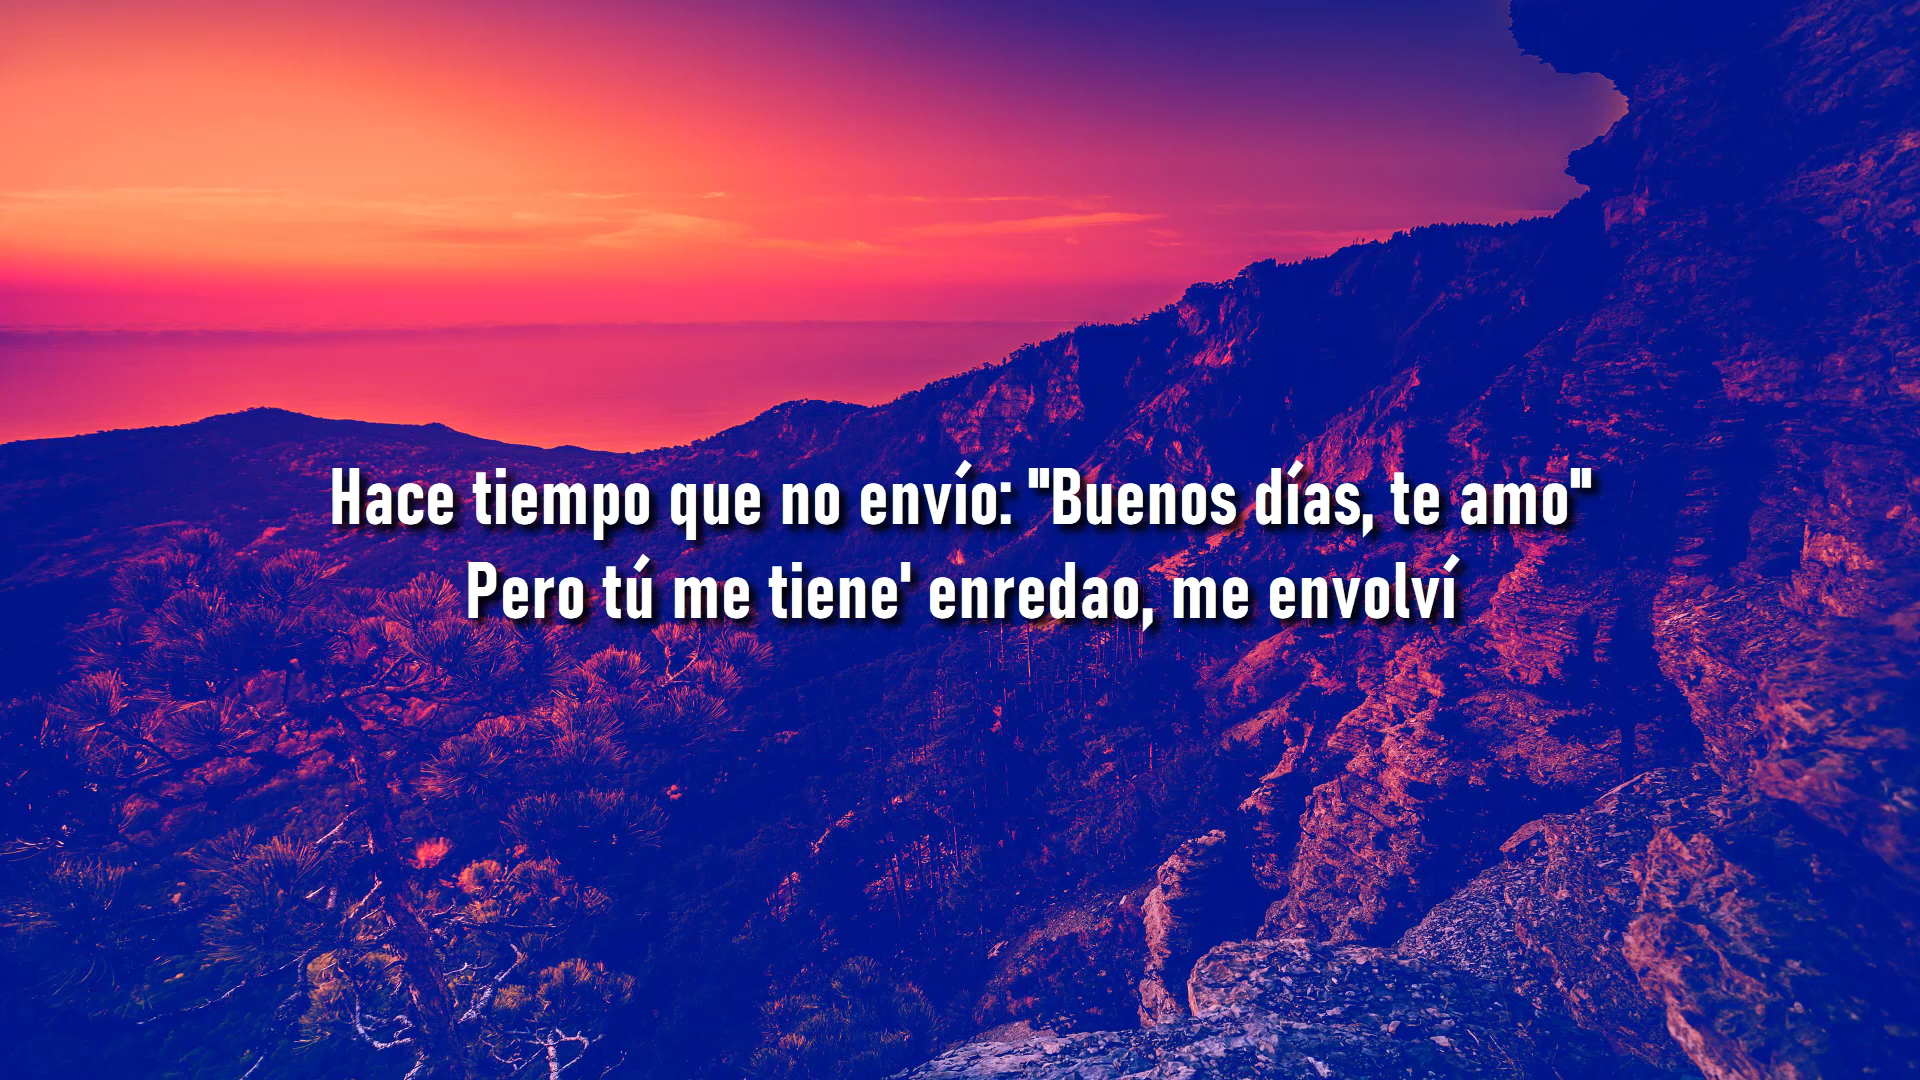 Hace tiempo que no envío: "Buenos días, te amo"
Pero tú me tiene' enredao, me envolví